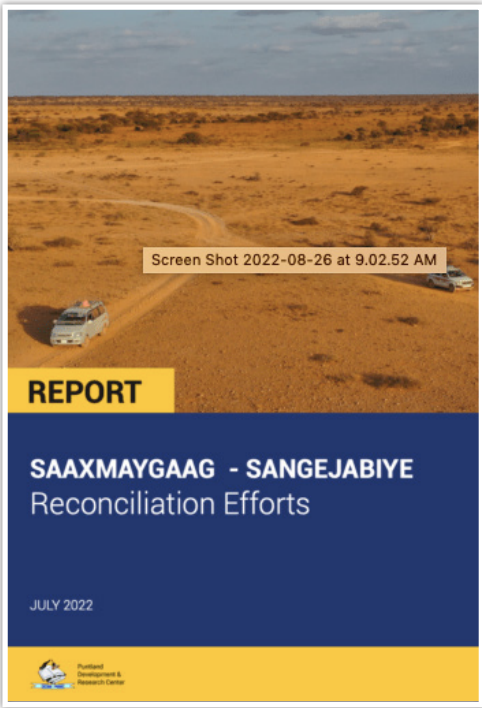 Screen Shot 2022-08-26 at 9.02.52 AM
REPORT
SAAXMAYGAAG - SANGEJABIYE
Reconciliation Efforts
JULY 2022
Puntland
Development &
Research Center